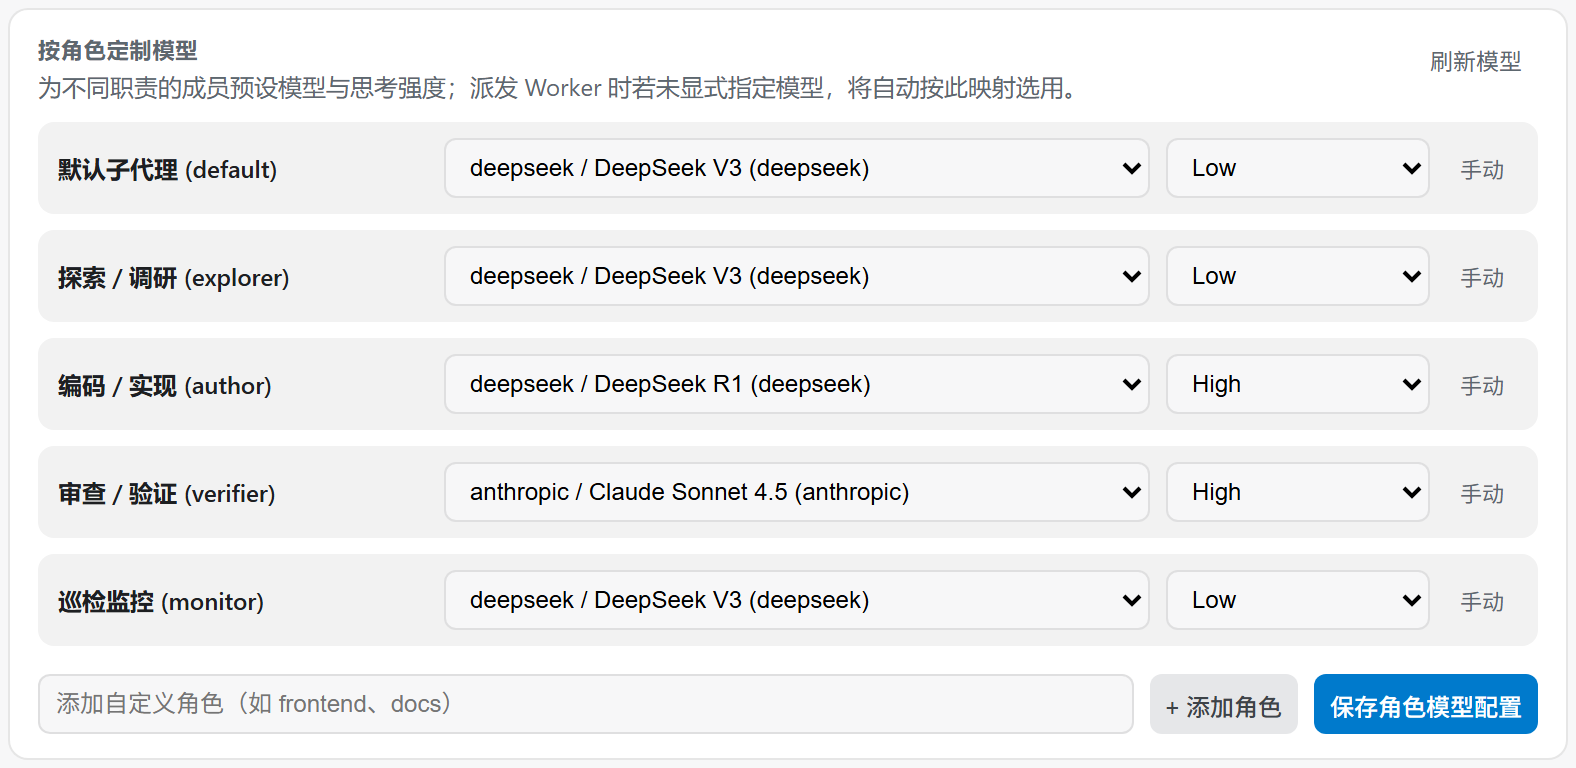 按角色定制模型
刷新模型
为不同职责的成员预设模型与思考强度；派发 Worker 时若未显式指定模型，将自动按此映射选用。
默认子代理 (default) deepseek / DeepSeek V3 (deepseek) Low 手动
探索 / 调研 (explorer) deepseek / DeepSeek V3 (deepseek) Low 手动
编码 / 实现 (author) deepseek / DeepSeek R1 (deepseek) High 手动
审查 / 验证 (verifier) anthropic / Claude Sonnet 4.5 (anthropic) High 手动
巡检监控 (monitor) deepseek / DeepSeek V3 (deepseek) Low 手动
添加自定义角色（如 frontend、docs） + 添加角色 保存角色模型配置